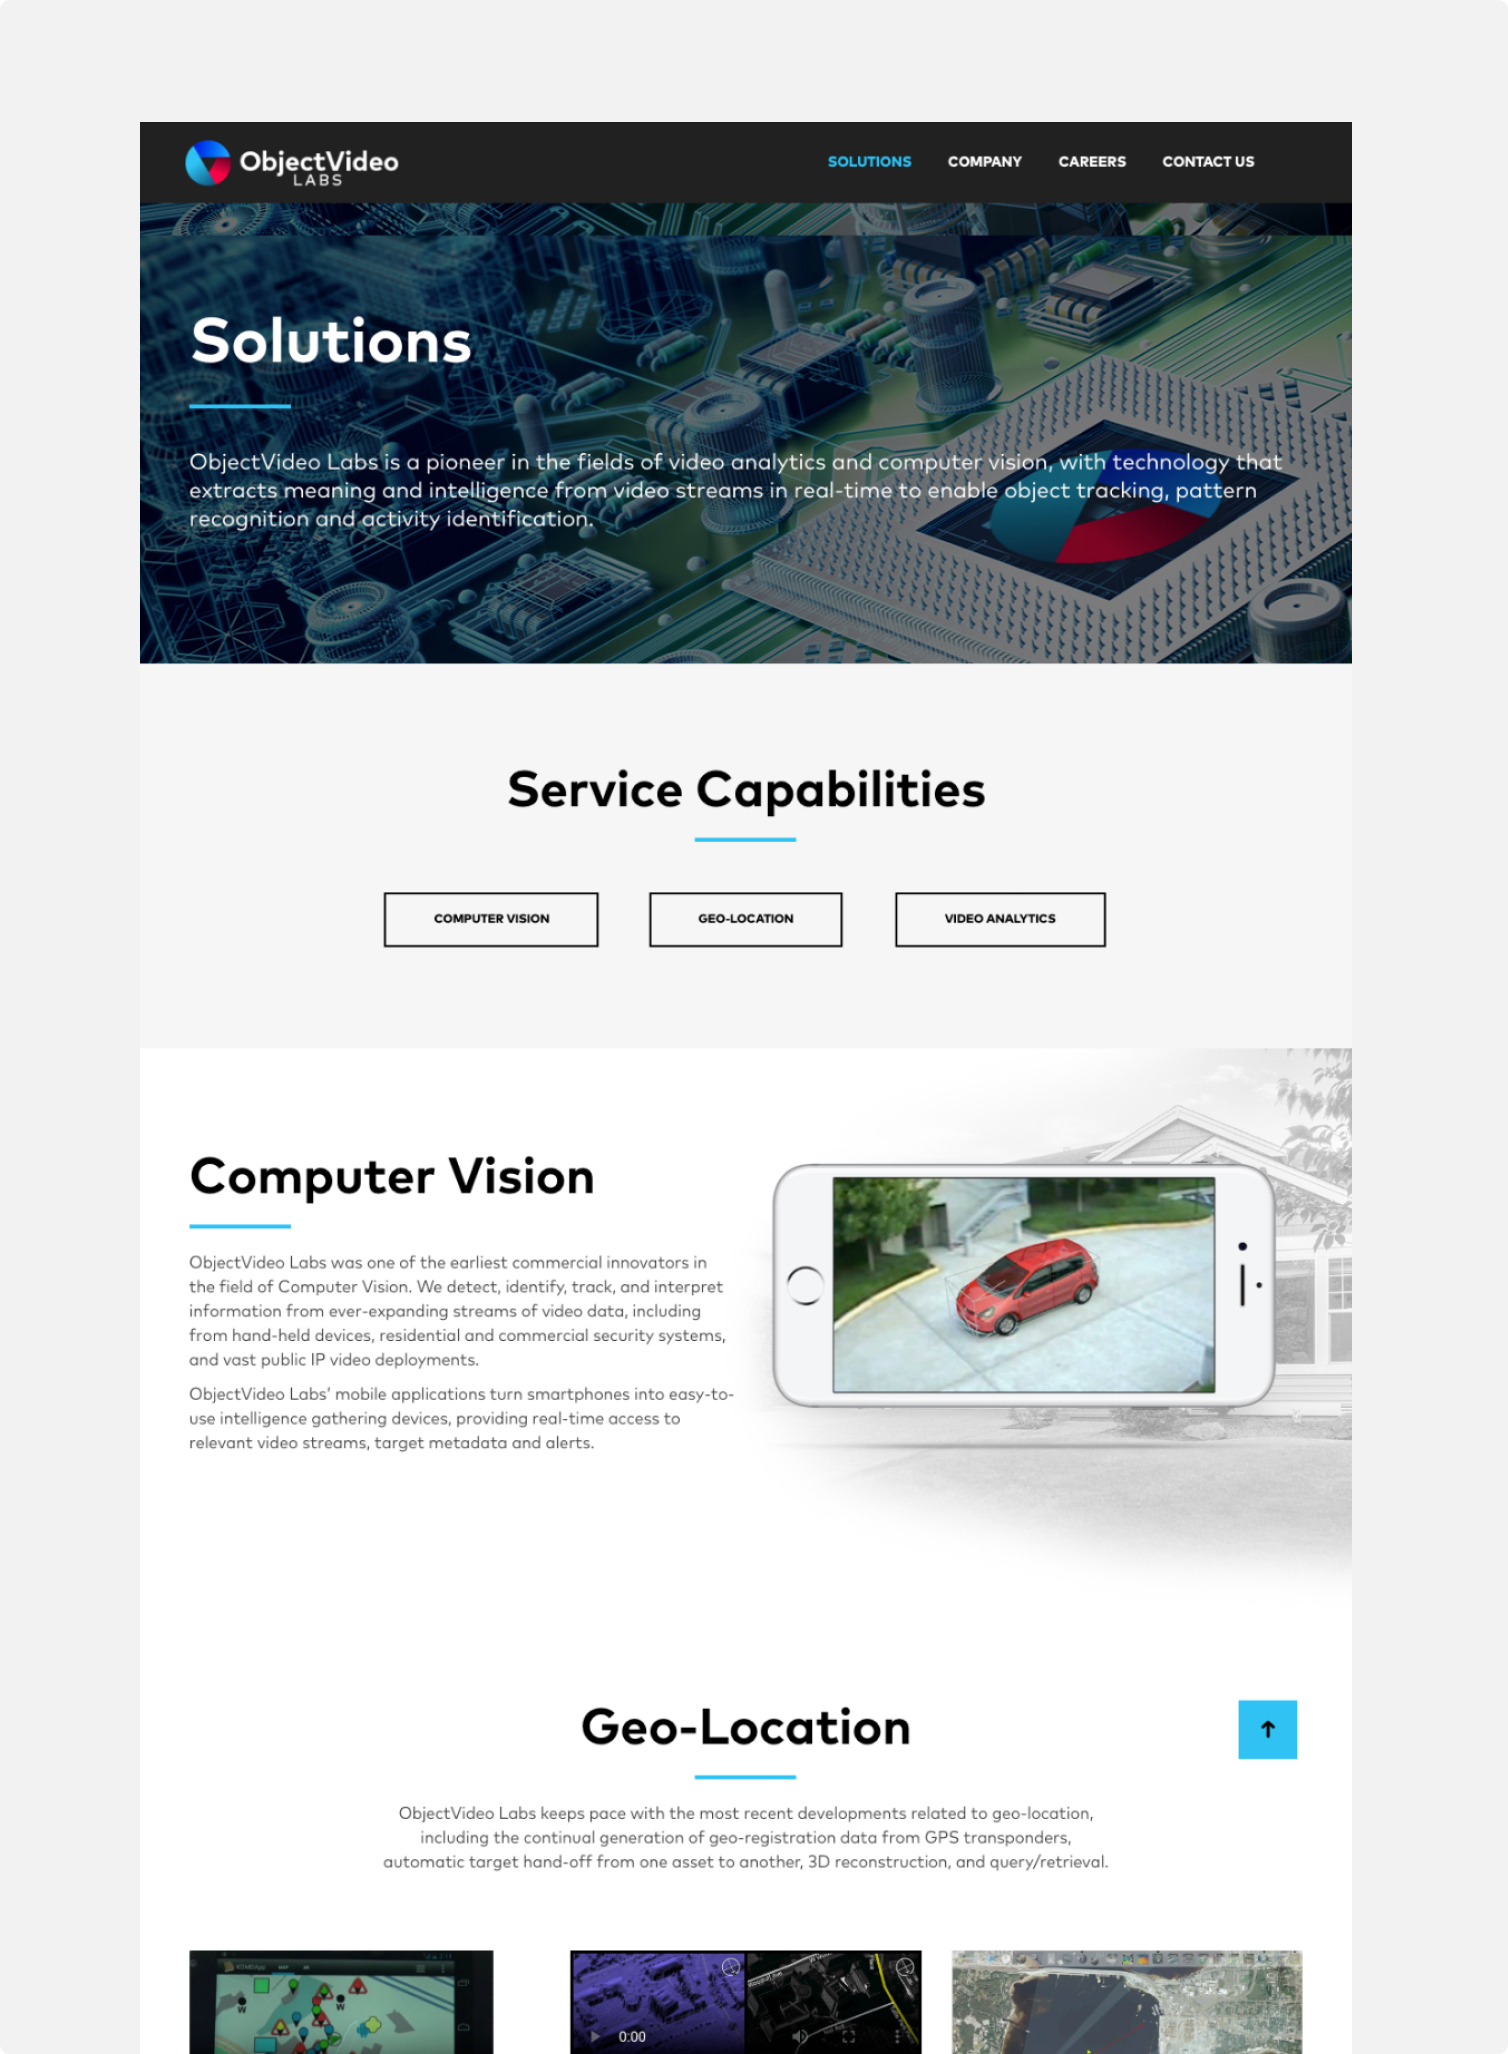 ObjectVideo
LABS
SOLUTIONS COMPANY CAREERS CONTACT US
Solutions
ObjectVideo Labs is a pioneer in the fields of video analytics and computer vision, with technology that
extracts meaning and intelligence from video streams in real-time to enable object tracking, pattern
recognition and activity identification.
Service Capabilities
COMPUTER VISION GEO-LOCATION VIDEO ANALYTICS
Computer Vision
ObjectVideo Labs was one of the earliest commercial innovators in
the field of Computer Vision. We detect, identify, track, and interpret
information from ever-expanding streams of video data, including
from hand-held devices, residential and commercial security systems,
and vast public IP video deployments.
ObjectVideo Labs’ mobile applications turn smartphones into easy-to-
use intelligence gathering devices, providing real-time access to
relevant video streams, target metadata and alerts.
Geo-Location
ObjectVideo Labs keeps pace with the most recent developments related to geo-location,
including the continual generation of geo-registration data from GPS transponders,
automatic target hand-off from one asset to another, 3D reconstruction, and query/retrieval.
MAP
W W
0:00